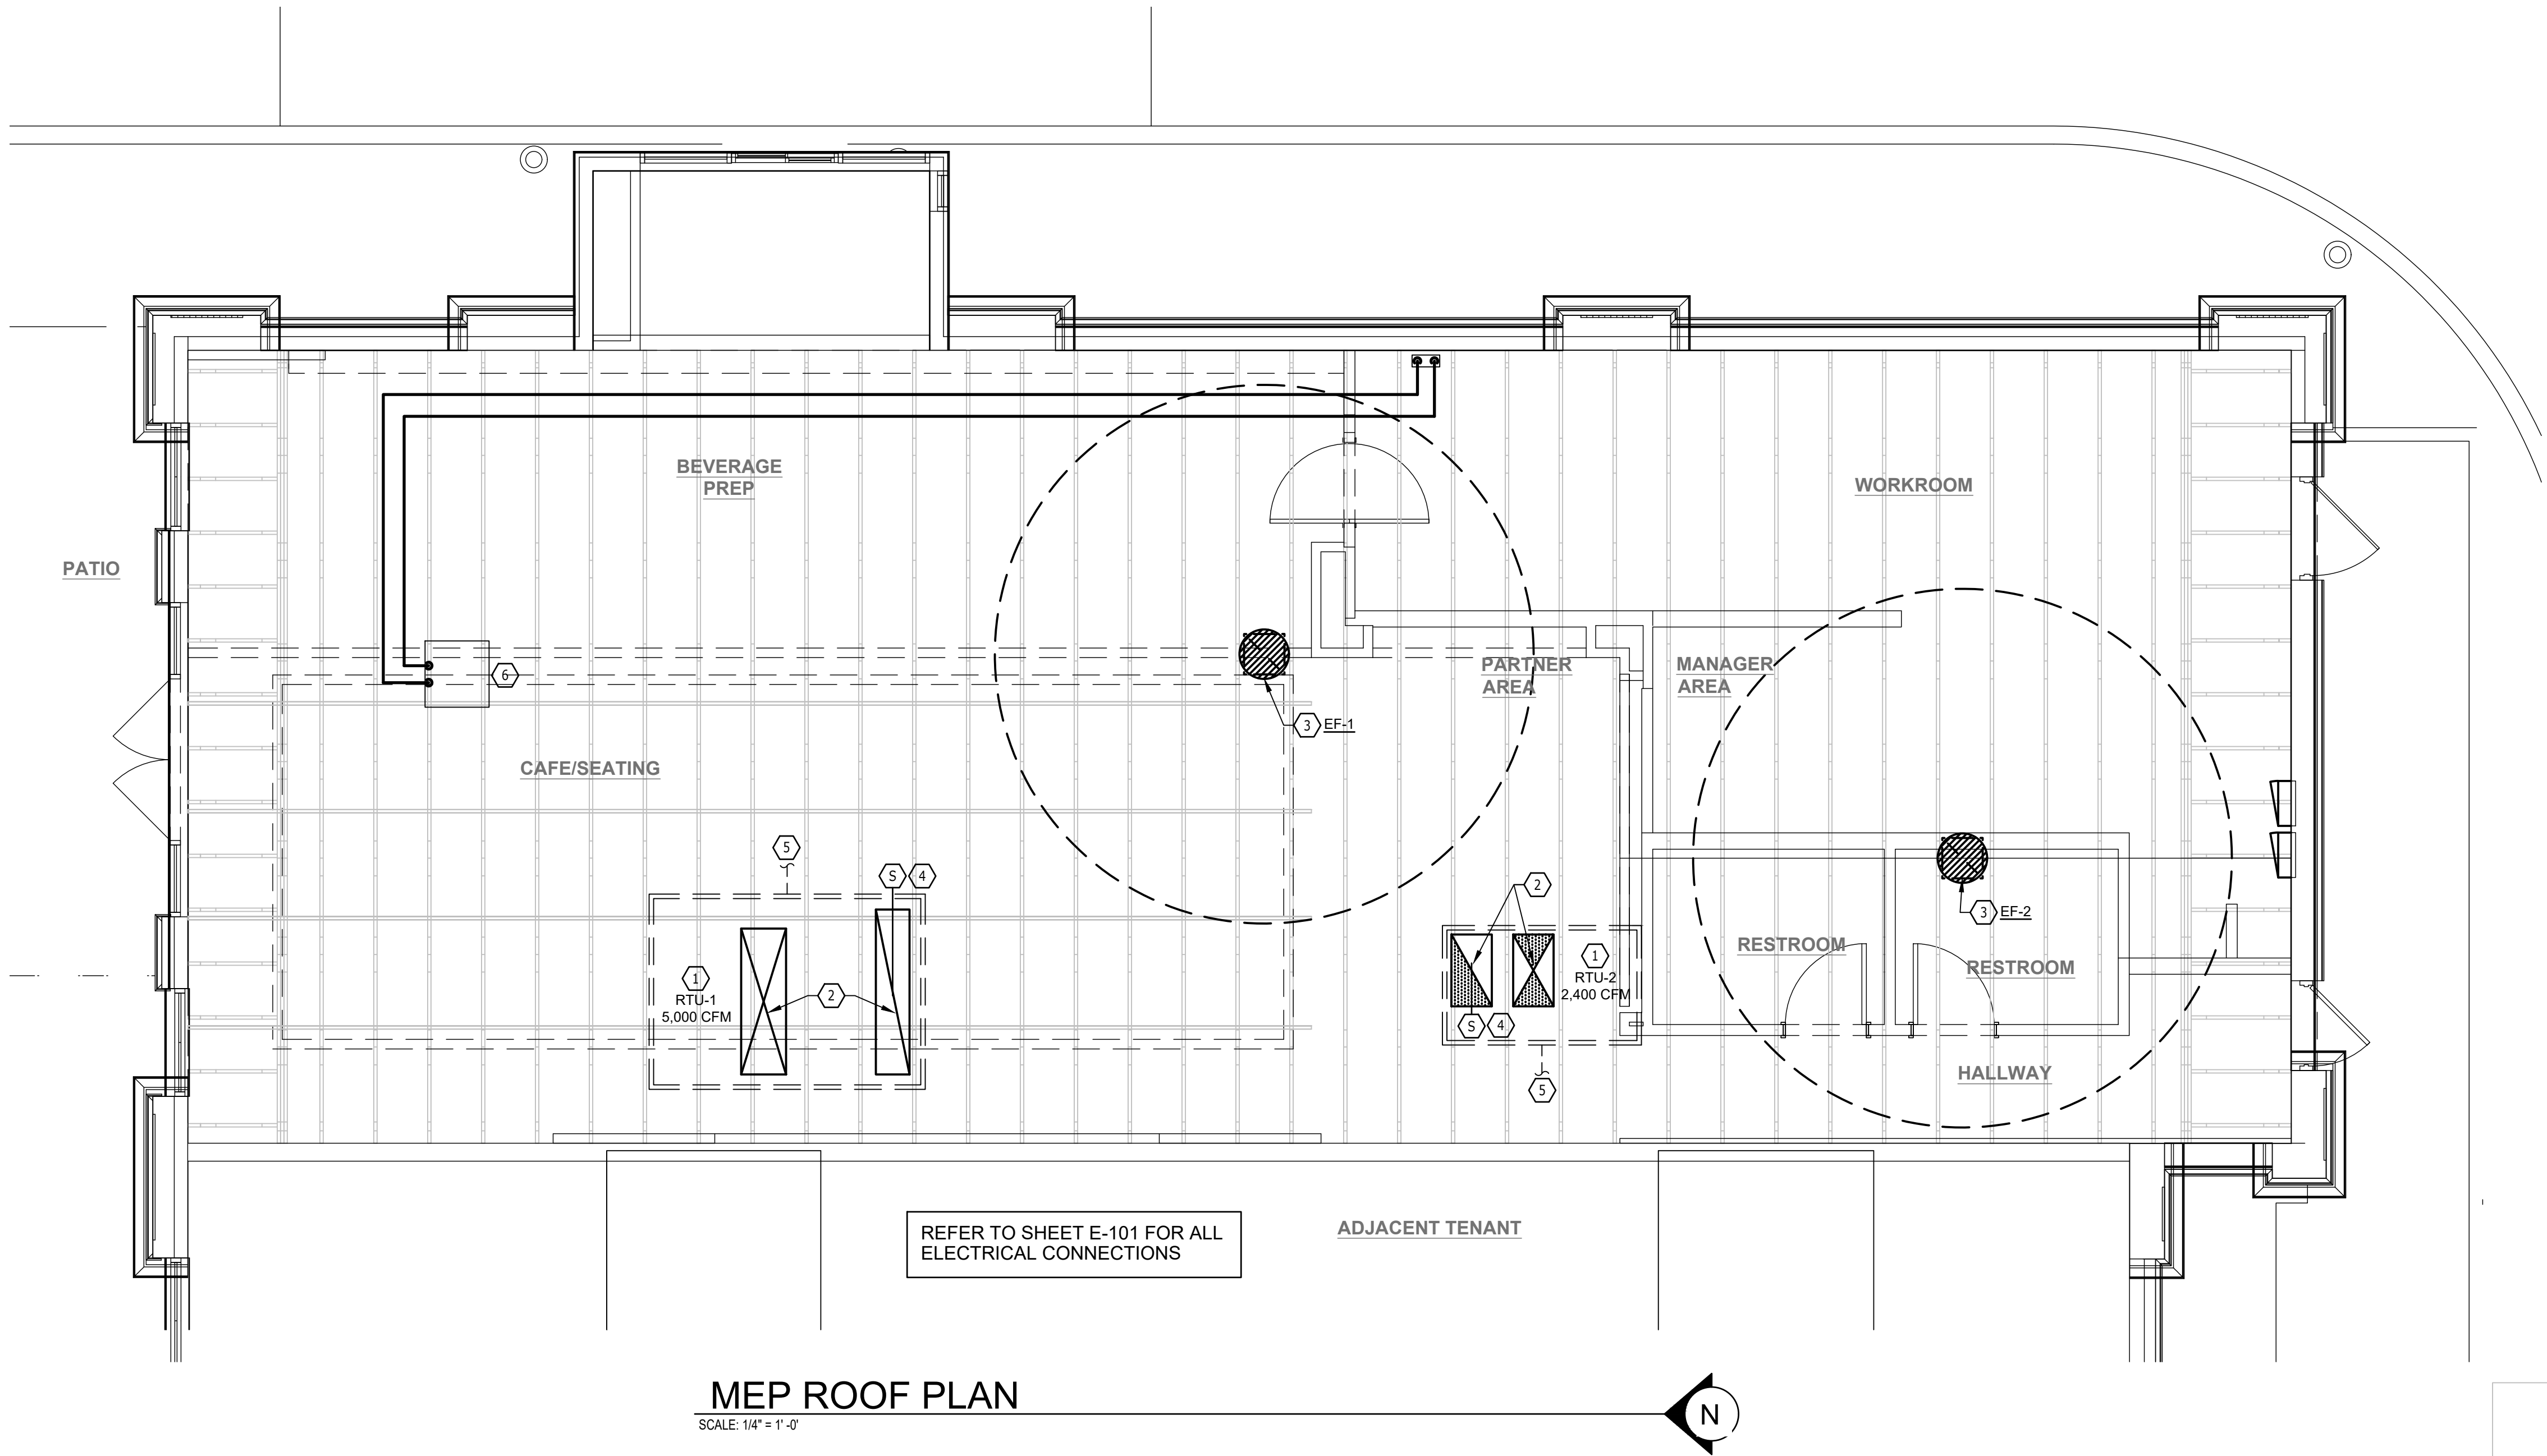 BEVERAGE
PREP
WORKROOM
PATIO
6
PARTNER
AREA
MANAGER
AREA
3 EF-1
CAFE/SEATING
5
S 4
2
3 EF-2
RESTROOM
RESTROOM
1
RTU-1
5,000 CFM
2
1
RTU-2
2,400 CFM
S 4
5
HALLWAY
REFER TO SHEET E-101 FOR ALL
ELECTRICAL CONNECTIONS
ADJACENT TENANT
MEP ROOF PLAN
SCALE: 1/4" = 1' -0'
N